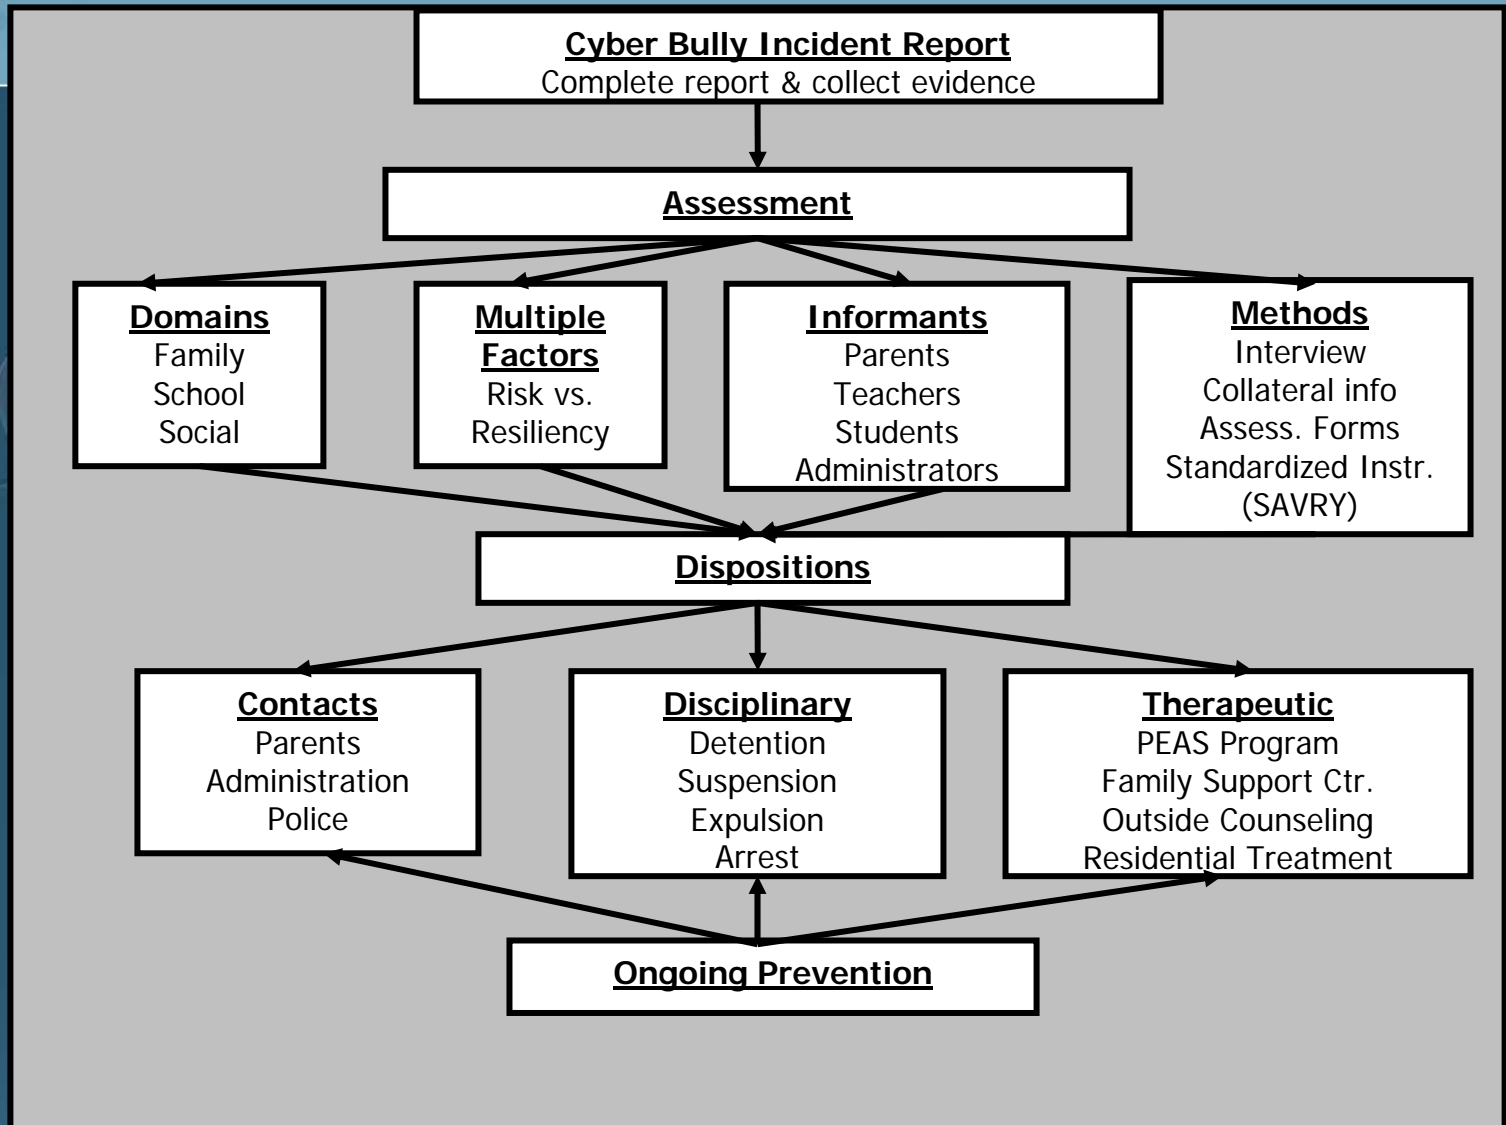 Cyber Bully Incident Report
Complete report & collect evidence
Assessment
Domains
Family
School
Social
Multiple
Factors
Risk vs.
Resiliency
Informants
Parents
Teachers
Students
Administrators
Methods
Interview
Collateral info
Assess. Forms
Standardized Instr.
(SAVRY)
Dispositions
Contacts
Parents
Administration
Police
Disciplinary
Detention
Suspension
Expulsion
Arrest
Therapeutic
PEAS Program
Family Support Ctr.
Outside Counseling
Residential Treatment
Ongoing Prevention